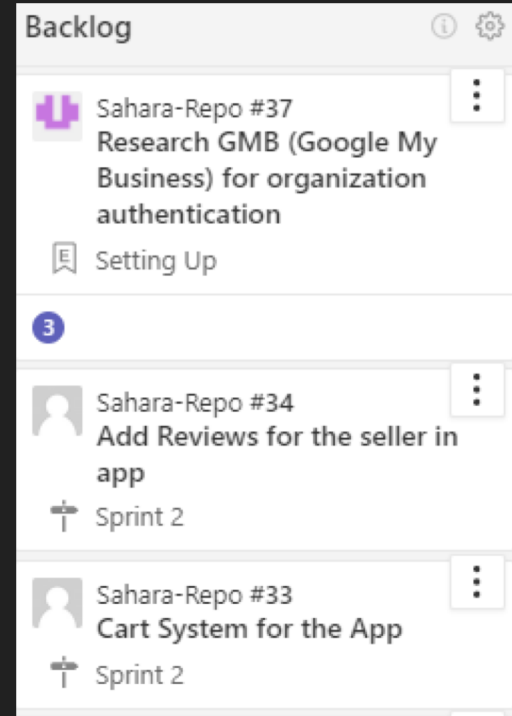 Backlog
Sahara-Repo #37
Research GMB (Google My
Business) for organization
authentication
E
Setting Up
3
Sahara-Repo #34
Add Reviews for the seller in
app
Sprint 2
Sahara-Repo #33
Cart System for the App
Sprint 2